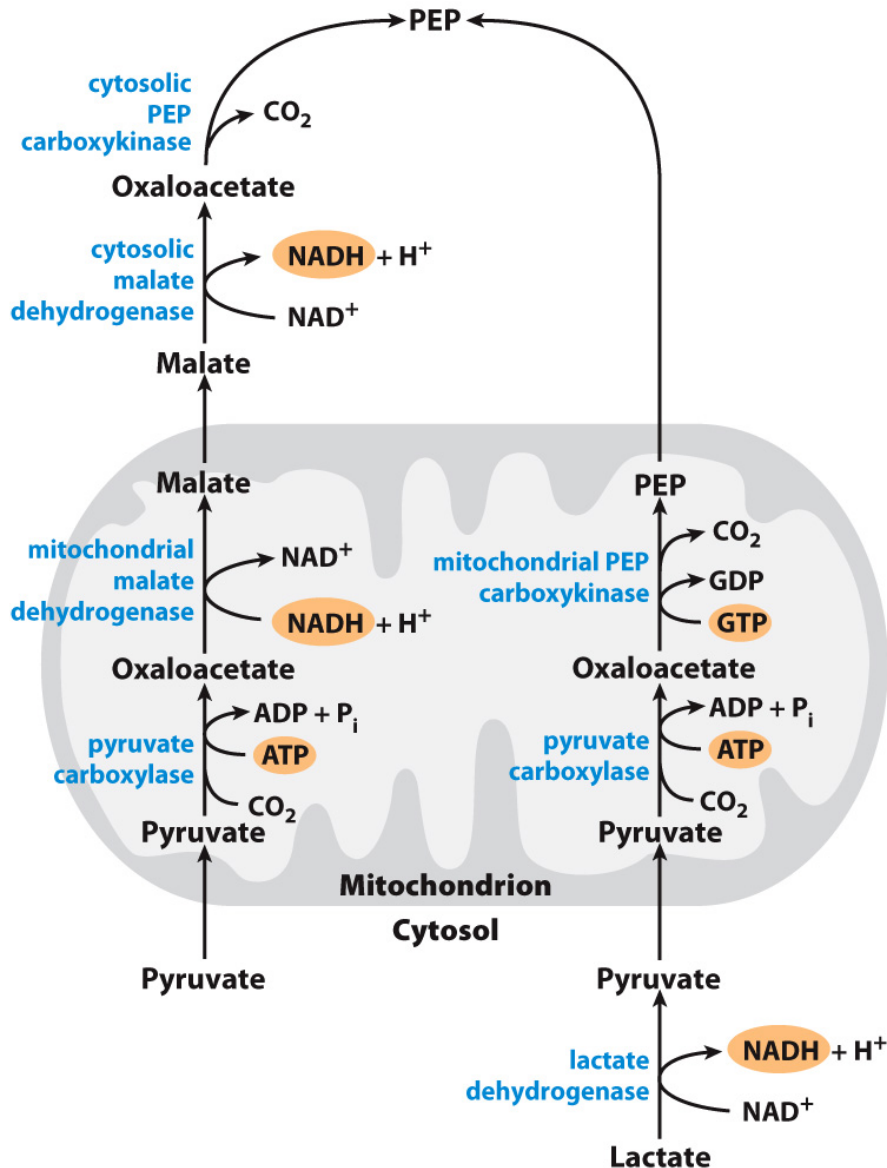 PEP
cytosolic
PEP
carboxykinase
CO₂
Oxaloacetate
cytosolic
malate
dehydrogenase
NADH + H⁺
NAD⁺
Malate
Malate
mitochondrial
malate
dehydrogenase
NAD⁺
NADH + H⁺
Oxaloacetate
pyruvate
carboxylase
ADP + Pᵢ
ATP
CO₂
Pyruvate
Pyruvate
PEP
mitochondrial PEP
carboxykinase
CO₂
GDP
GTP
Oxaloacetate
pyruvate
carboxylase
ADP + Pᵢ
ATP
CO₂
Pyruvate
Mitochondrion
Cytosol
Pyruvate
lactate
dehydrogenase
NADH + H⁺
NAD⁺
Lactate